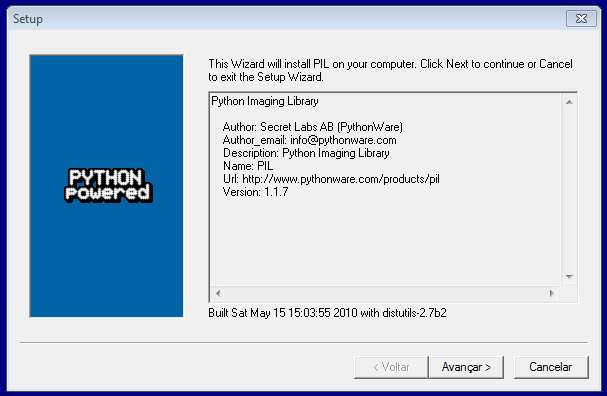 Setup
This Wizard will install PIL on your computer. Click Next to continue or Cancel
to exit the Setup Wizard.
Python Imaging Library
Author: Secret Labs AB (PythonWare)
Author_email: info@pythonware.com
Description: Python Imaging Library
Name: PIL
Url: http://www.pythonware.com/products/pil
Version: 1.1.7
PYTHON
powered
Built Sat May 15 15:03:55 2010 with distutils-2.7b2
< Voltar
Avançar >
Cancelar